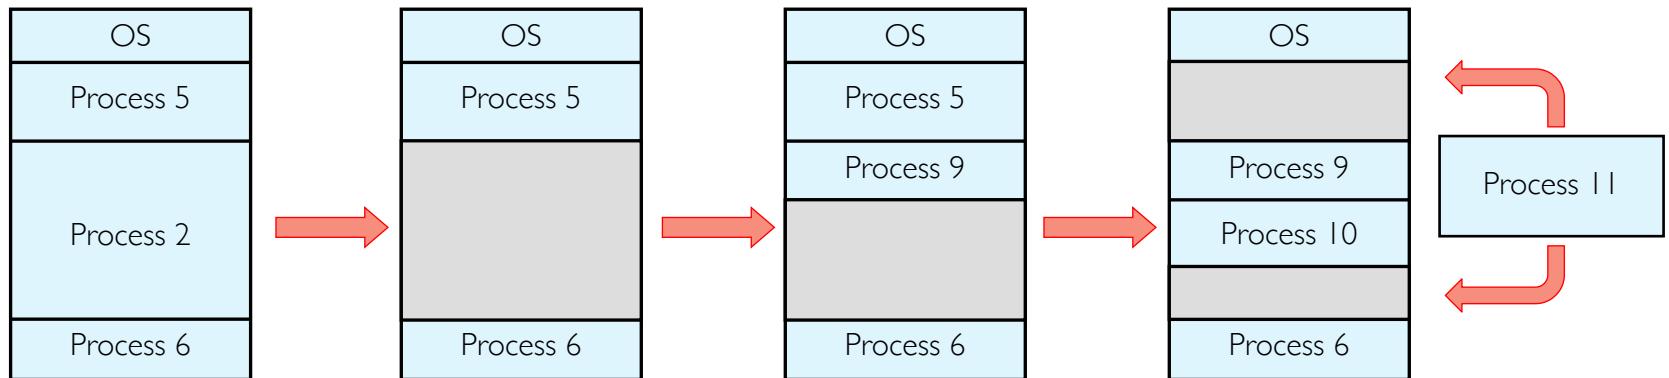 OS
Process 5
Process 2
Process 6
OS
Process 5
Process 6
OS
Process 5
Process 9
Process 6
OS
Process 9
Process 10
Process 6
Process 11